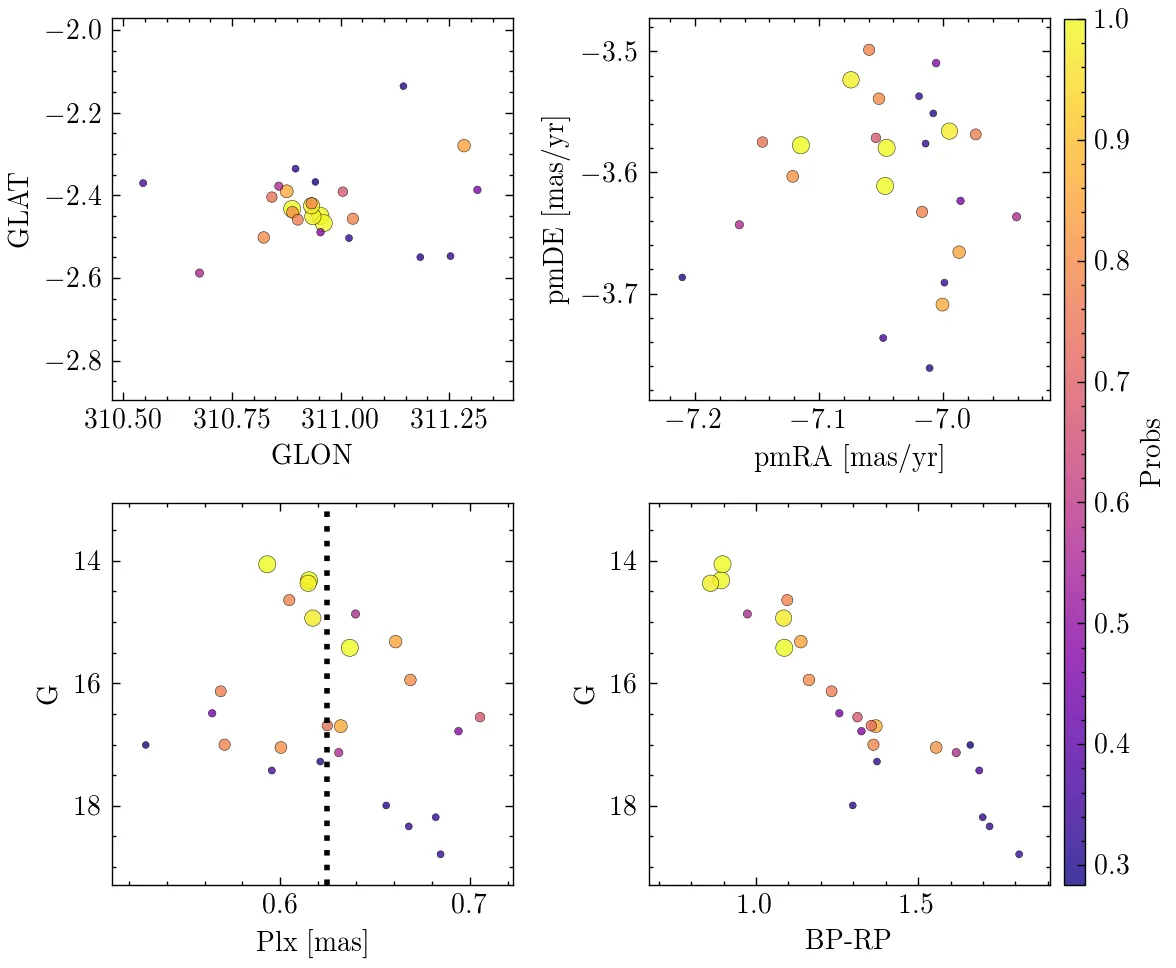 −2.0
−2.2
−2.4
−2.6
−2.8
GLAT
310.50 310.75 311.00 311.25
GLON
−3.5
−3.6
−3.7
pmDE [mas/yr]
−7.2 −7.1 −7.0
pmRA [mas/yr]
14
16
18
G
0.6 0.7
Plx [mas]
14
16
18
G
1.0 1.5
BP-RP
1.0
0.9
0.8
0.7
0.6
0.5
0.4
0.3
Probs